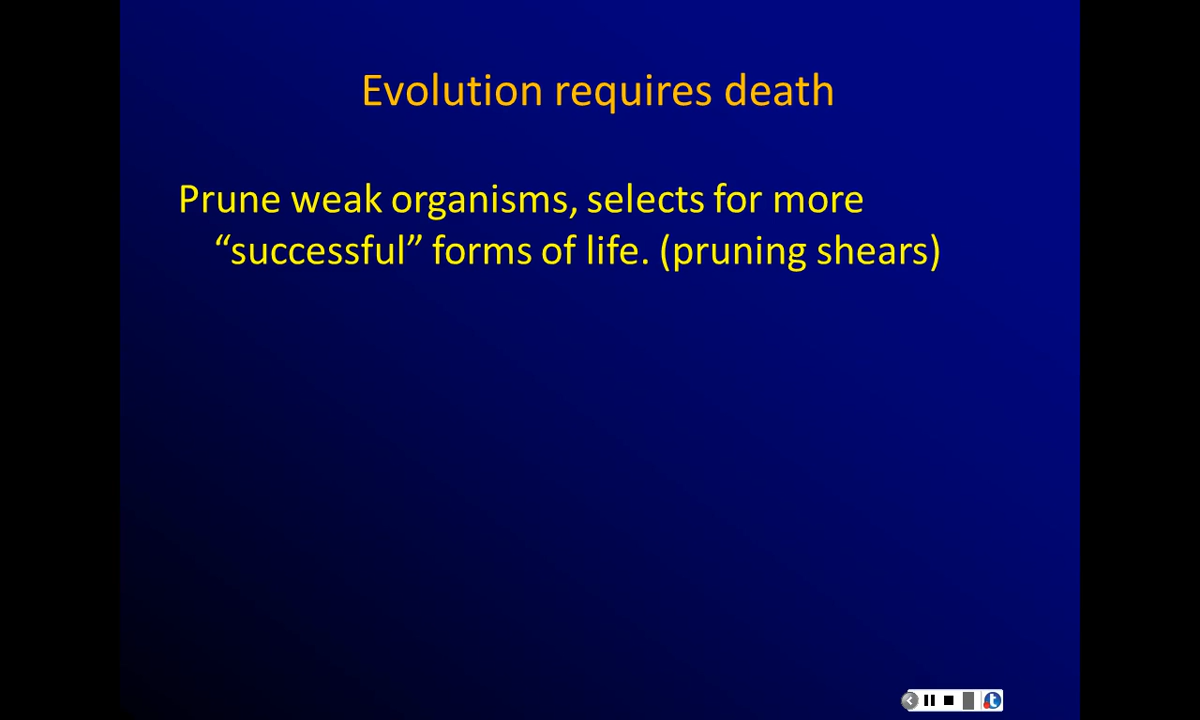 Evolution requires death
Prune weak organisms, selects for more
“successful” forms of life. (pruning shears)